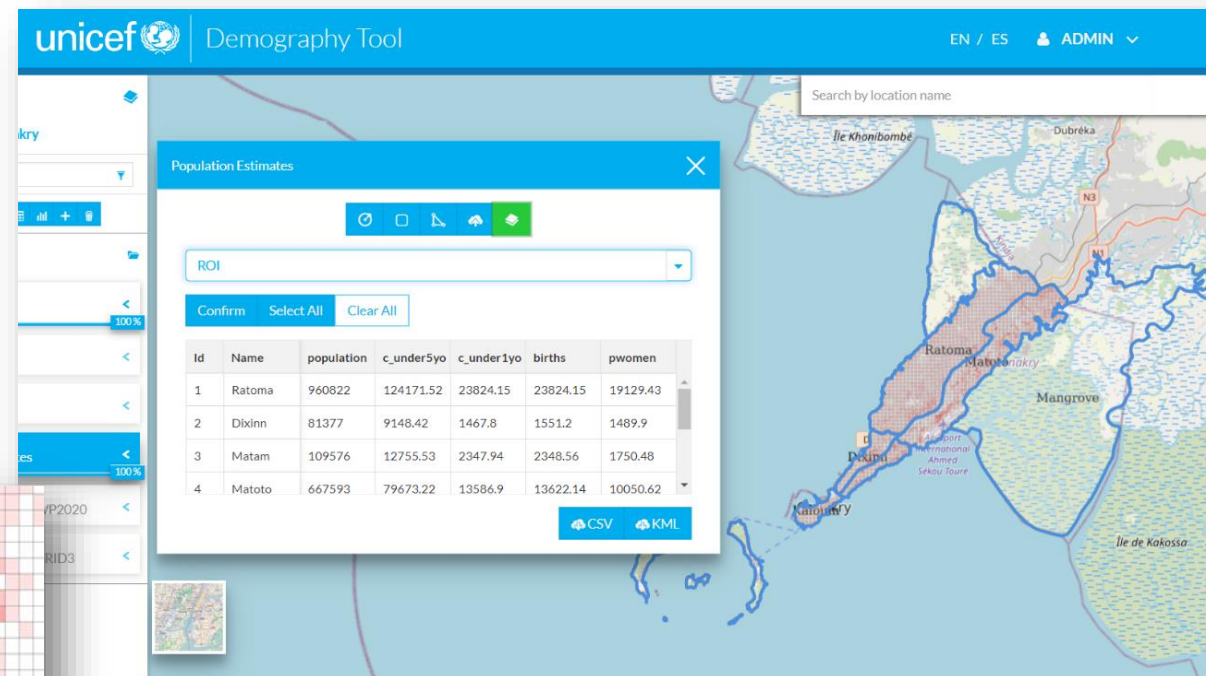 unicef Demography Tool EN / ES ADMIN
Search by location name
akry
Population Estimates
ROI
Confirm Select All Clear All
Id Name population c_under5yo c_under1yo births pwomen
1 Ratoma 960822 124171.52 23824.15 23824.15 19129.43
2 Dixinn 81377 9148.42 1467.8 1551.2 1489.9
3 Matam 109576 12755.53 2347.94 2348.56 1750.48
4 Matoto 667593 79673.22 13586.9 13622.14 10050.62
CSV KML
100%
100%
VP2020
RID3
Île Khonibombé
Dubréka
N3
N1
Kindia
Ratoma
Matoto
nakry
Mangrove
Dixinn
Aéroport
International
Ahmed
Sékou Touré
Île de Kakossa